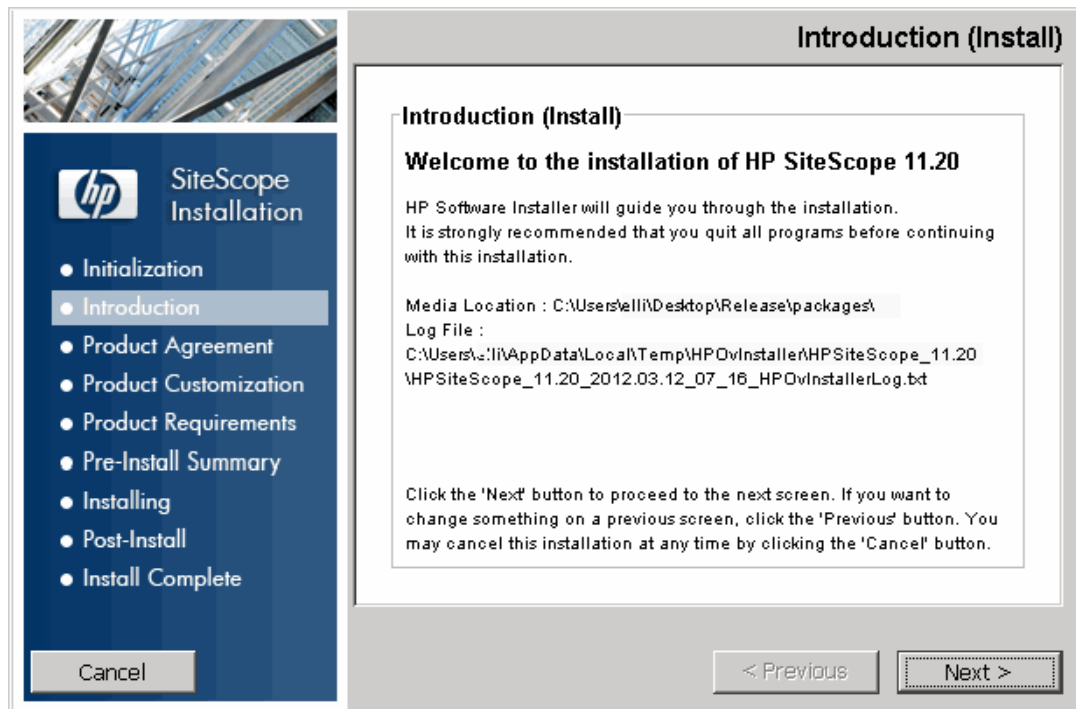 Introduction (Install)
hp
SiteScope
Installation
Initialization
Introduction
Product Agreement
Product Customization
Product Requirements
Pre-Install Summary
Installing
Post-Install
Install Complete
Cancel
Introduction (Install)
Welcome to the installation of HP SiteScope 11.20
HP Software Installer will guide you through the installation.
It is strongly recommended that you quit all programs before continuing
with this installation.
Media Location : C:\Users\elli\Desktop\Release\packages\
Log File :
\AppData\Local\Temp\HPOvInstaller\HPSiteScope_11.20
\HPSiteScope_11.20_2012.03.12_07_16_HPOvInstallerLog.txt
Click the 'Next' button to proceed to the next screen. If you want to
change something on a previous screen, click the 'Previous' button. You
may cancel this installation at any time by clicking the 'Cancel' button.
< Previous
Next >